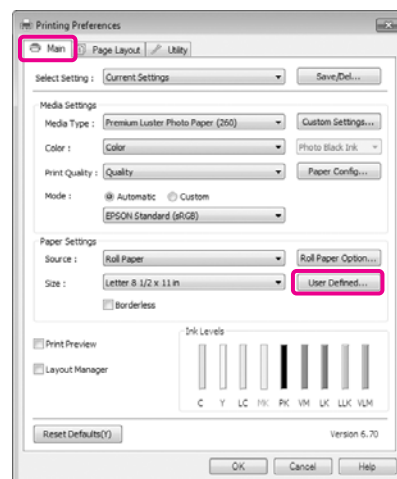 Printing Preferences
Main Page Layout Utility
Select Setting : Current Settings Save/Del...
Media Settings
Media Type : Premium Luster Photo Paper (260) Custom Settings...
Color : Color Photo Black Ink
Print Quality : Quality Paper Config...
Mode : Automatic Custom
EPSON Standard (sRGB)
Paper Settings
Source : Roll Paper Roll Paper Option...
Size : Letter 8 1/2 x 11 in User Defined...
Borderless
Ink Levels
Print Preview
Layout Manager
C Y LC MK PK VM LK LLK VLM
Reset Defaults(Y) Version 6.70
OK Cancel Help